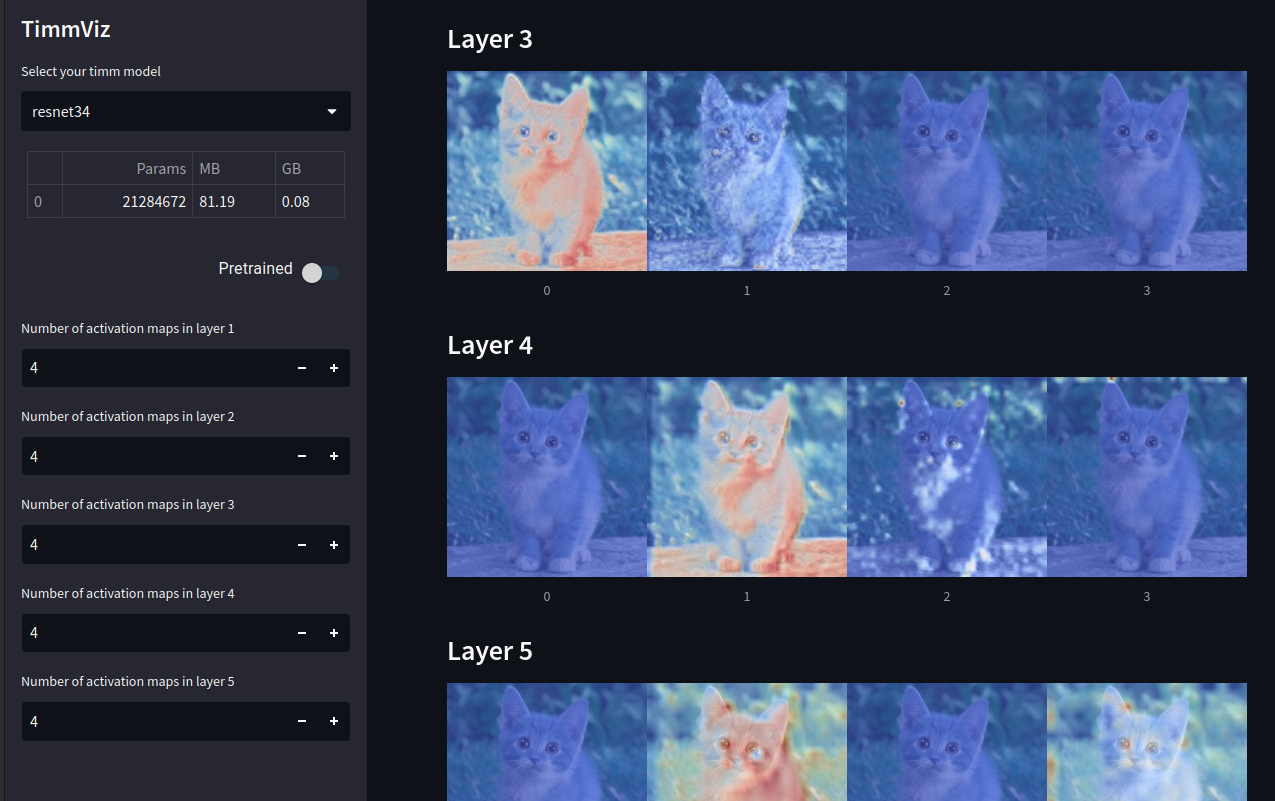 TimmViz
Select your timm model
resnet34
Params MB GB
0 21284672 81.19 0.08
Pretrained
Number of activation maps in layer 1
4 − +
Number of activation maps in layer 2
4 − +
Number of activation maps in layer 3
4 − +
Number of activation maps in layer 4
4 − +
Number of activation maps in layer 5
4 − +
Layer 3
0 1 2 3
Layer 4
0 1 2 3
Layer 5